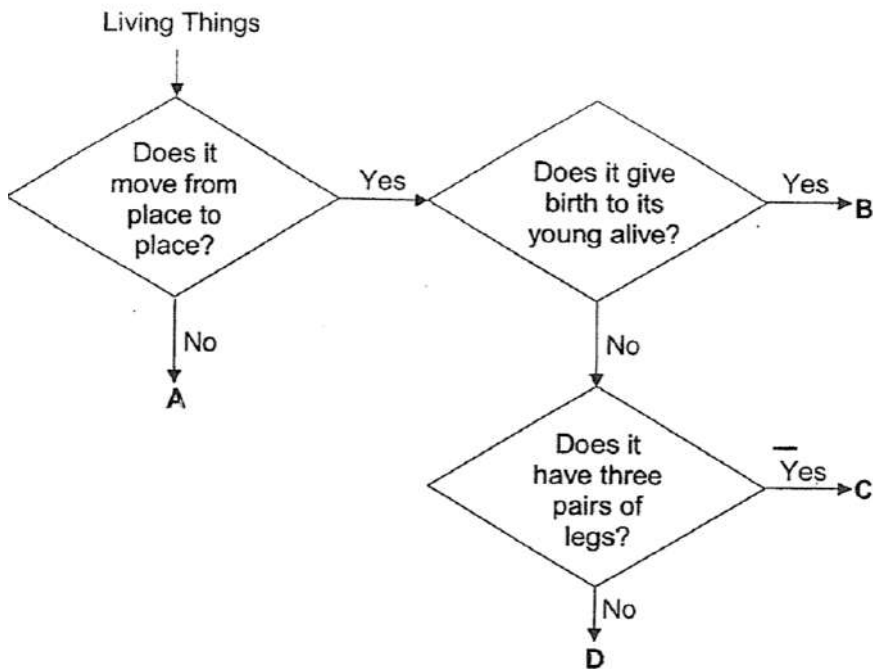 Living Things
Does it
move from
place to
place?
Yes
Does it give
birth to its
young alive?
Yes
B
No
A
No
Does it
have three
pairs of
legs?
Yes
C
No
D